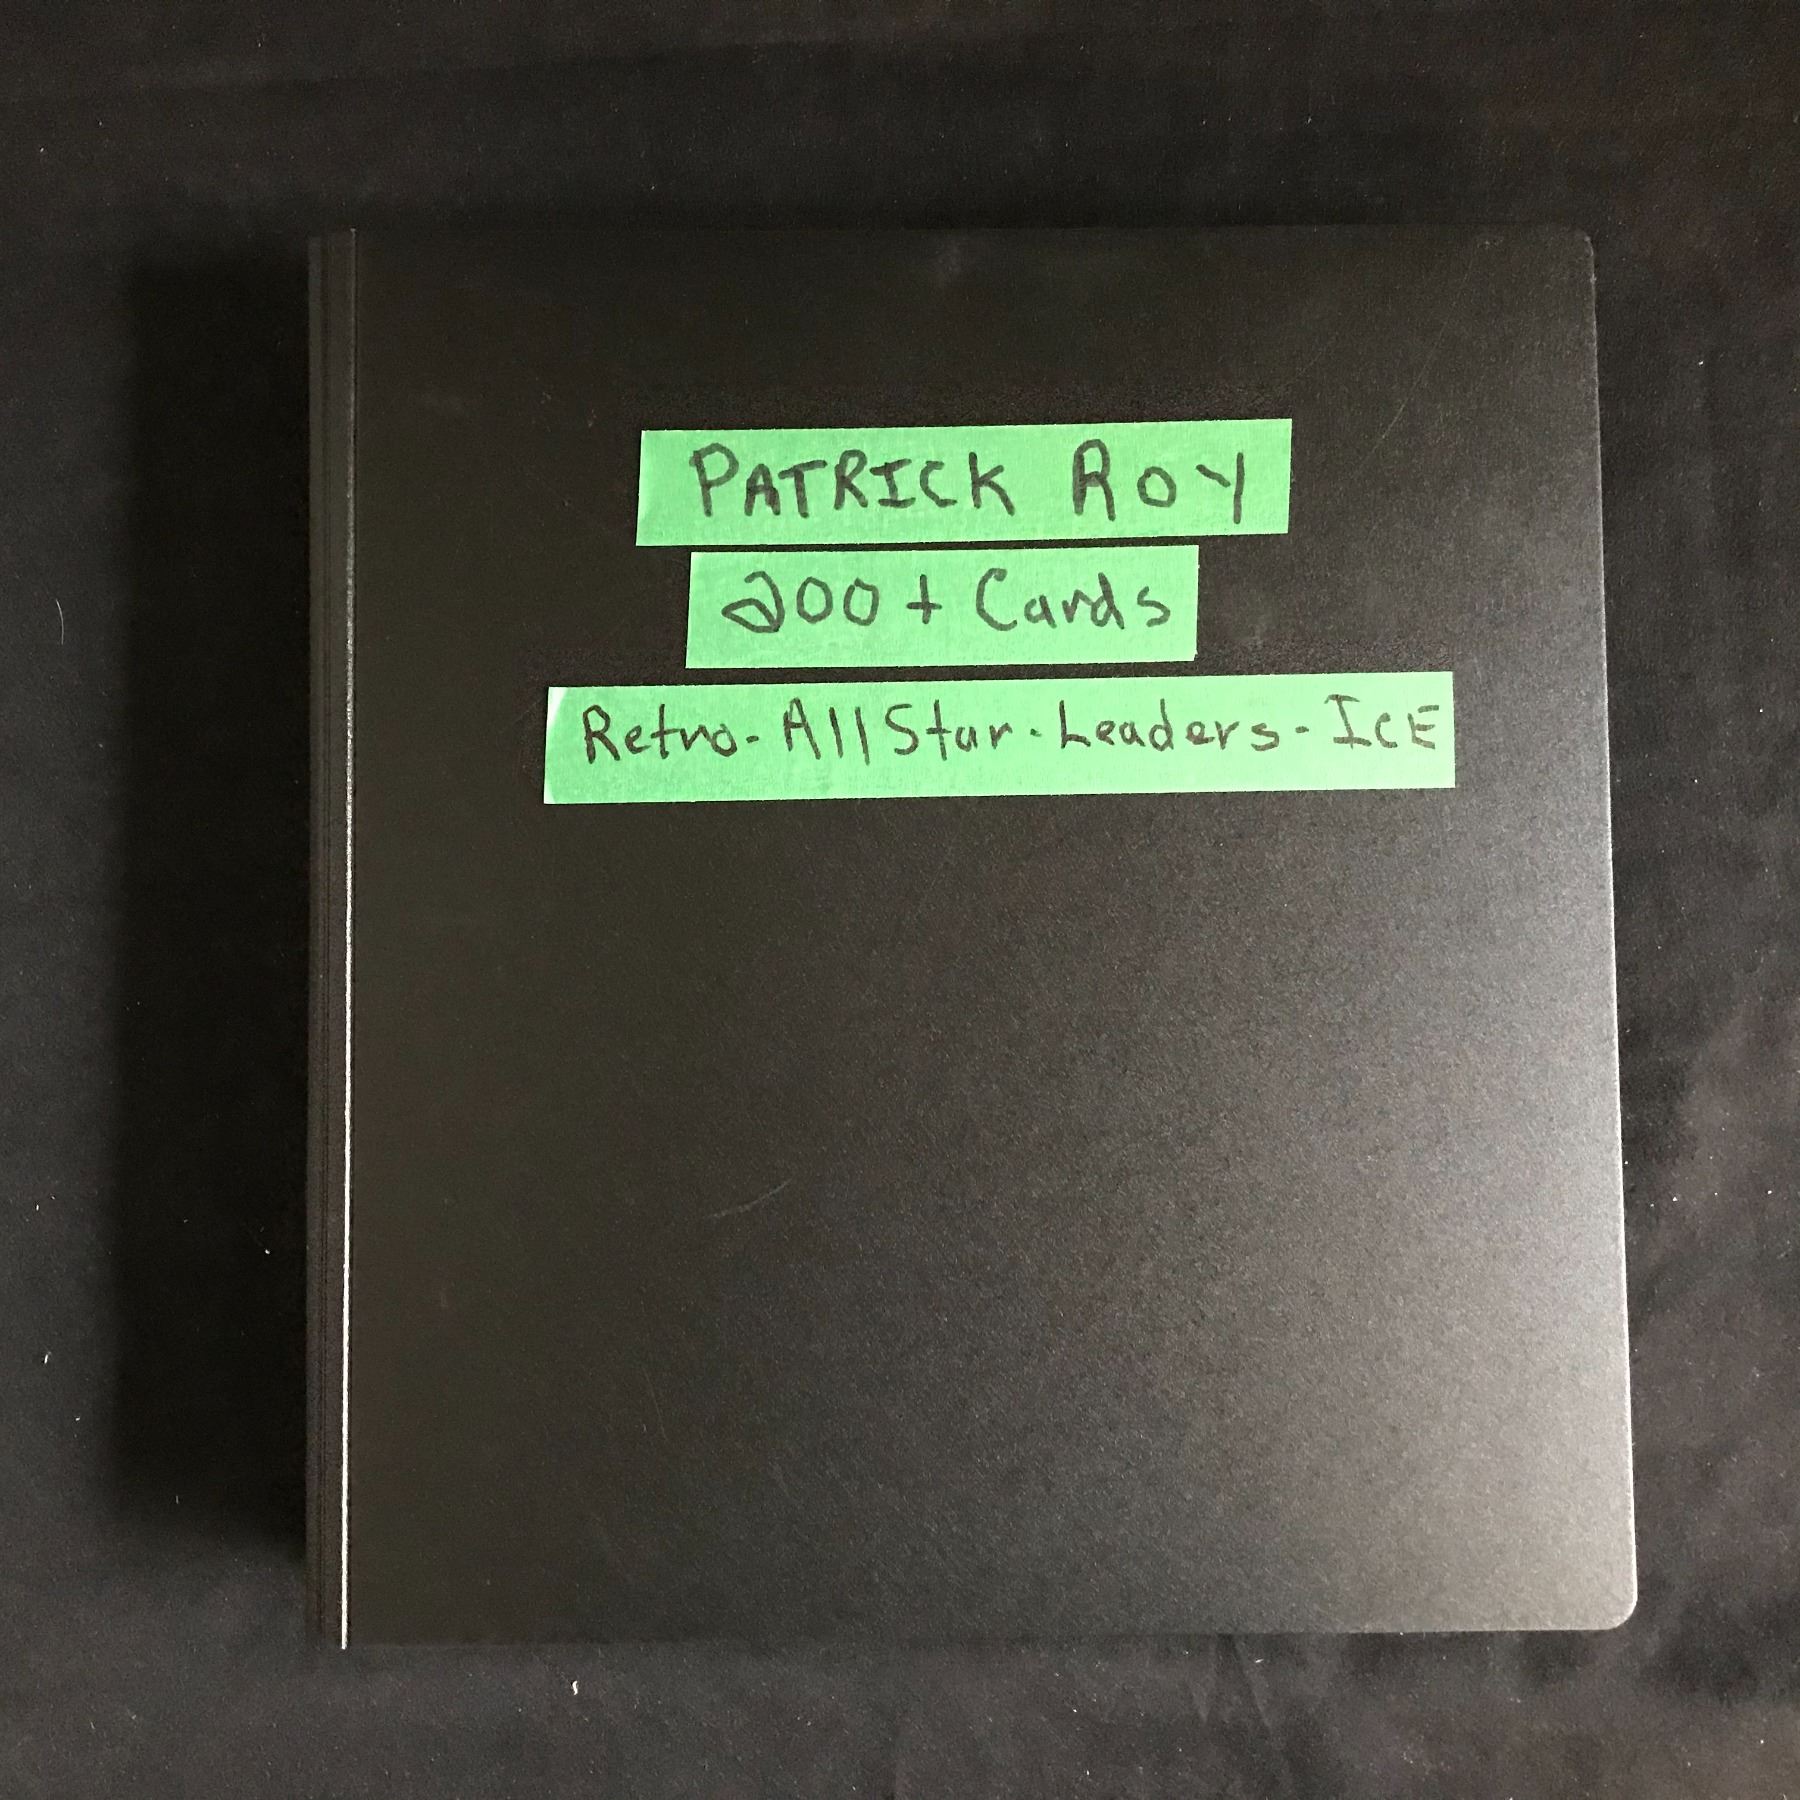 PATRICK ROY
200 + Cards
Retro - All Star - Leaders - ICE